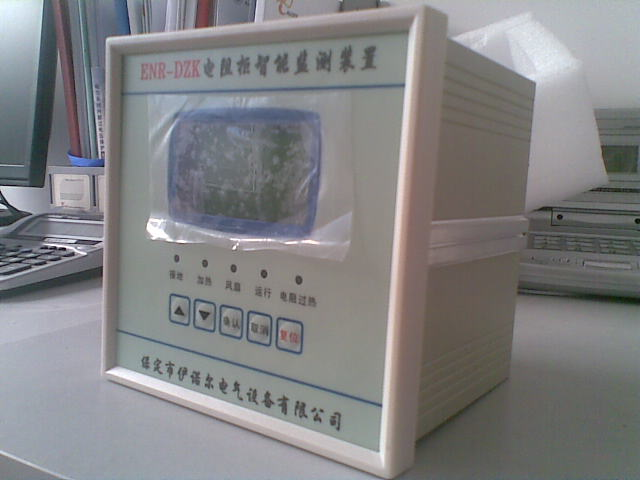 ENR-DZK电阻柜智能监测装置
接地 加热 风扇 运行 电阻过热
确认 取消 复位
保定市伊诺尔电气设备有限公司